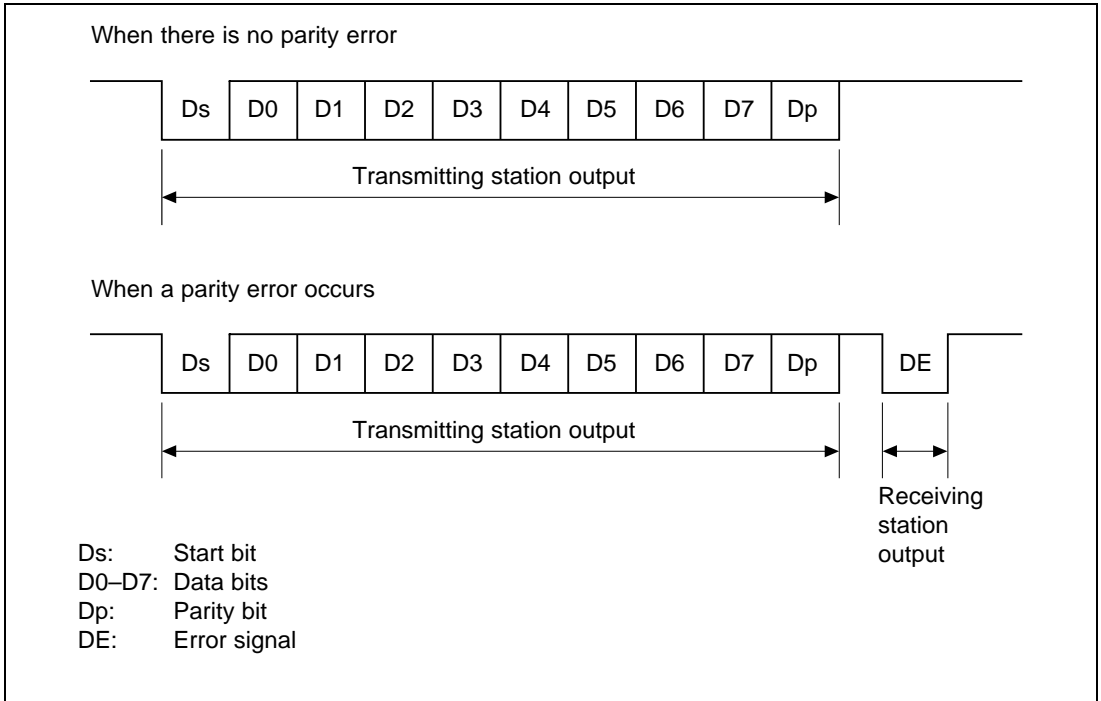 When there is no parity error
Ds D0 D1 D2 D3 D4 D5 D6 D7 Dp
Transmitting station output
When a parity error occurs
Ds D0 D1 D2 D3 D4 D5 D6 D7 Dp DE
Transmitting station output
Receiving
station
output
Ds: Start bit
D0–D7: Data bits
Dp: Parity bit
DE: Error signal